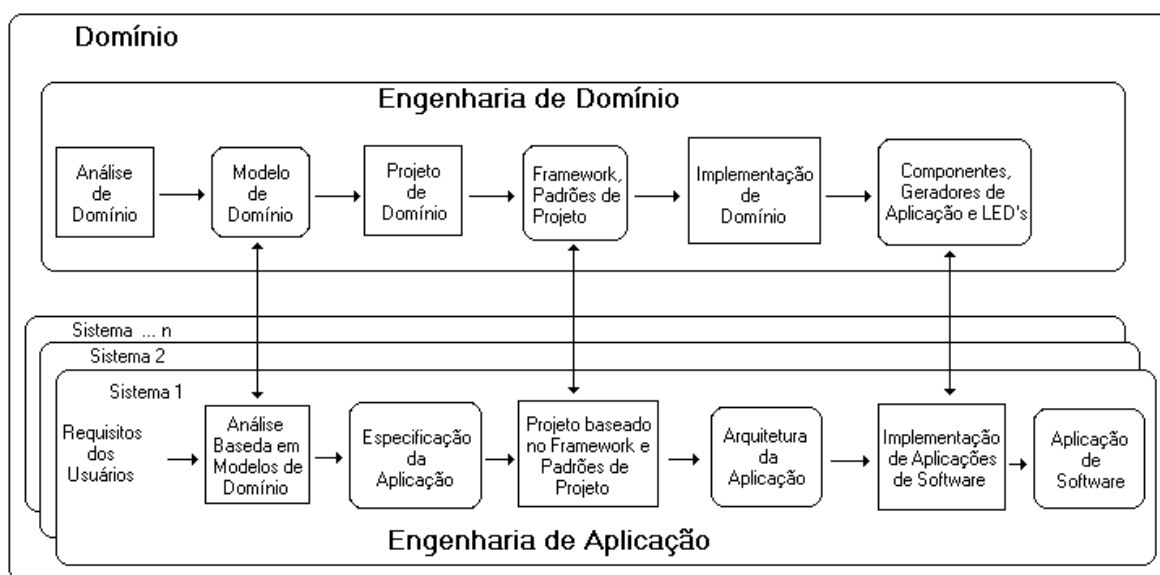 Domínio
Engenharia de Domínio
Análise
de
Domínio
Modelo
de
Domínio
Projeto
de
Domínio
Framework,
Padrões de
Projeto
Implementação
de
Domínio
Componentes,
Geradores de
Aplicação e LED's
Sistema ... n
Sistema 2
Sistema 1
Requisitos
dos
Usuários
Análise
Baseda em
Modelos de
Domínio
Especificação
da
Aplicação
Projeto baseado
no Framework e
Padrões de
Projeto
Arquitetura
da
Aplicação
Implementação
de Aplicações
de Software
Aplicação
de
Software
Engenharia de Aplicação